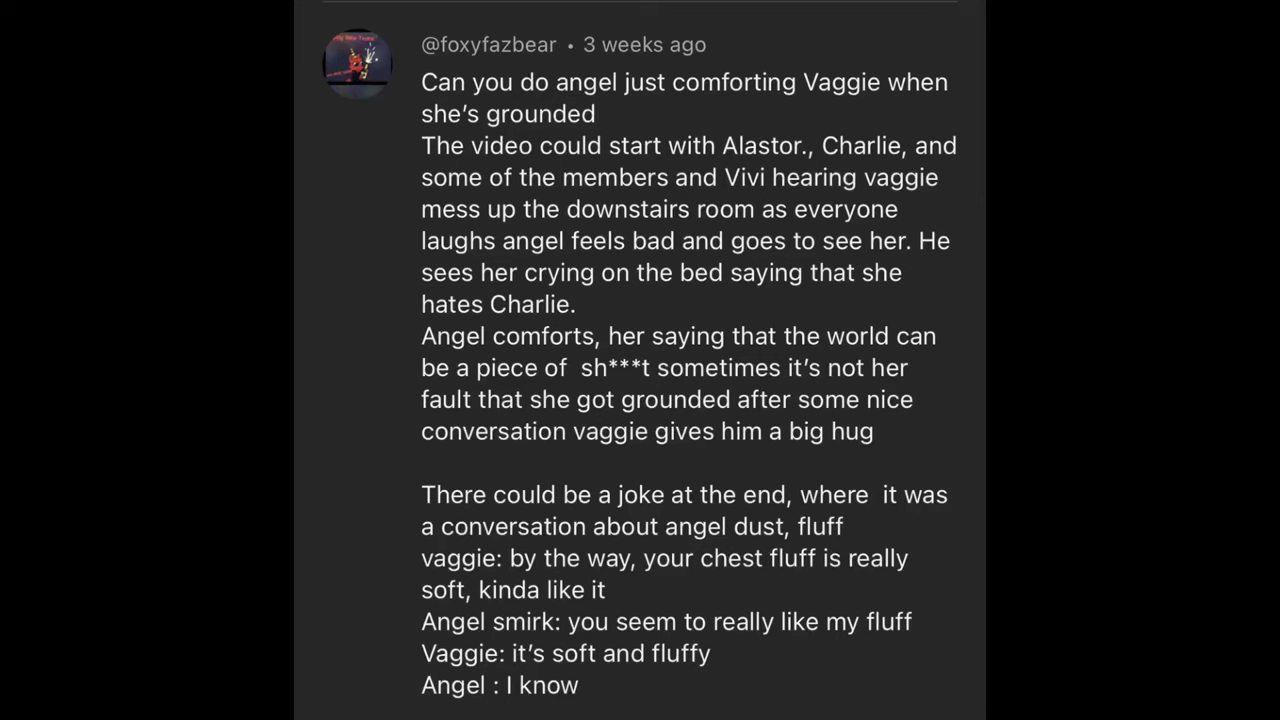 @foxyfazbear • 3 weeks ago
Can you do angel just comforting Vaggie when
she's grounded
The video could start with Alastor., Charlie, and
some of the members and Vivi hearing vaggie
mess up the downstairs room as everyone
laughs angel feels bad and goes to see her. He
sees her crying on the bed saying that she
hates Charlie.
Angel comforts, her saying that the world can
be a piece of  sh***t sometimes it's not her
fault that she got grounded after some nice
conversation vaggie gives him a big hug
There could be a joke at the end, where  it was
a conversation about angel dust, fluff
vaggie: by the way, your chest fluff is really
soft, kinda like it
Angel smirk: you seem to really like my fluff
Vaggie: it's soft and fluffy
Angel : I know